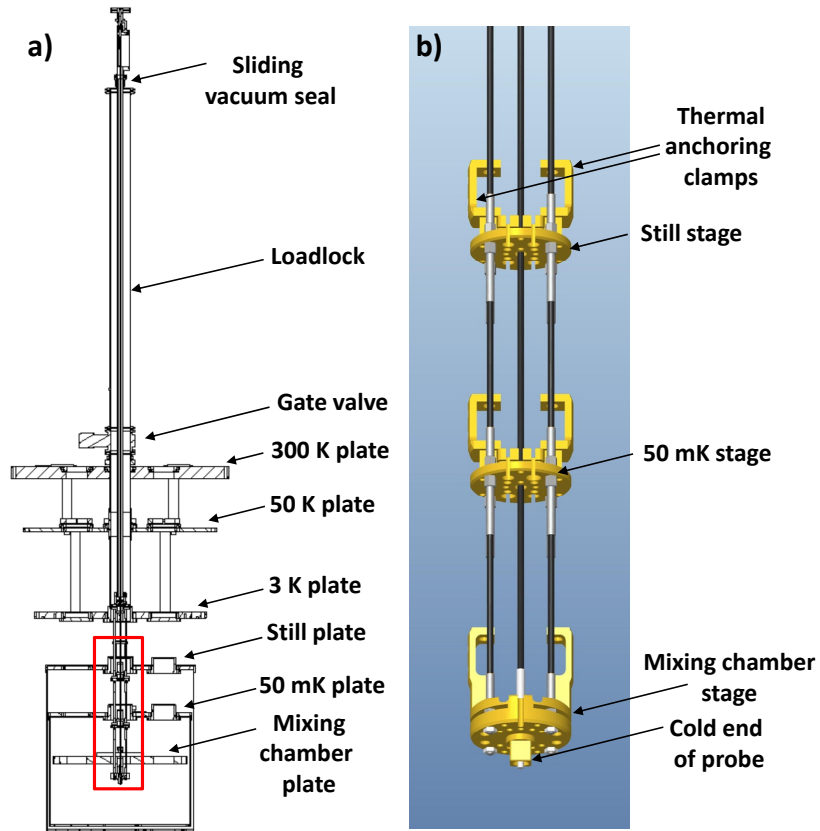 a)
Sliding
vacuum seal
Loadlock
Gate valve
300 K plate
50 K plate
3 K plate
Still plate
50 mK plate
Mixing
chamber
plate
b)
Thermal
anchoring
clamps
Still stage
50 mK stage
Mixing chamber
stage
Cold end
of probe